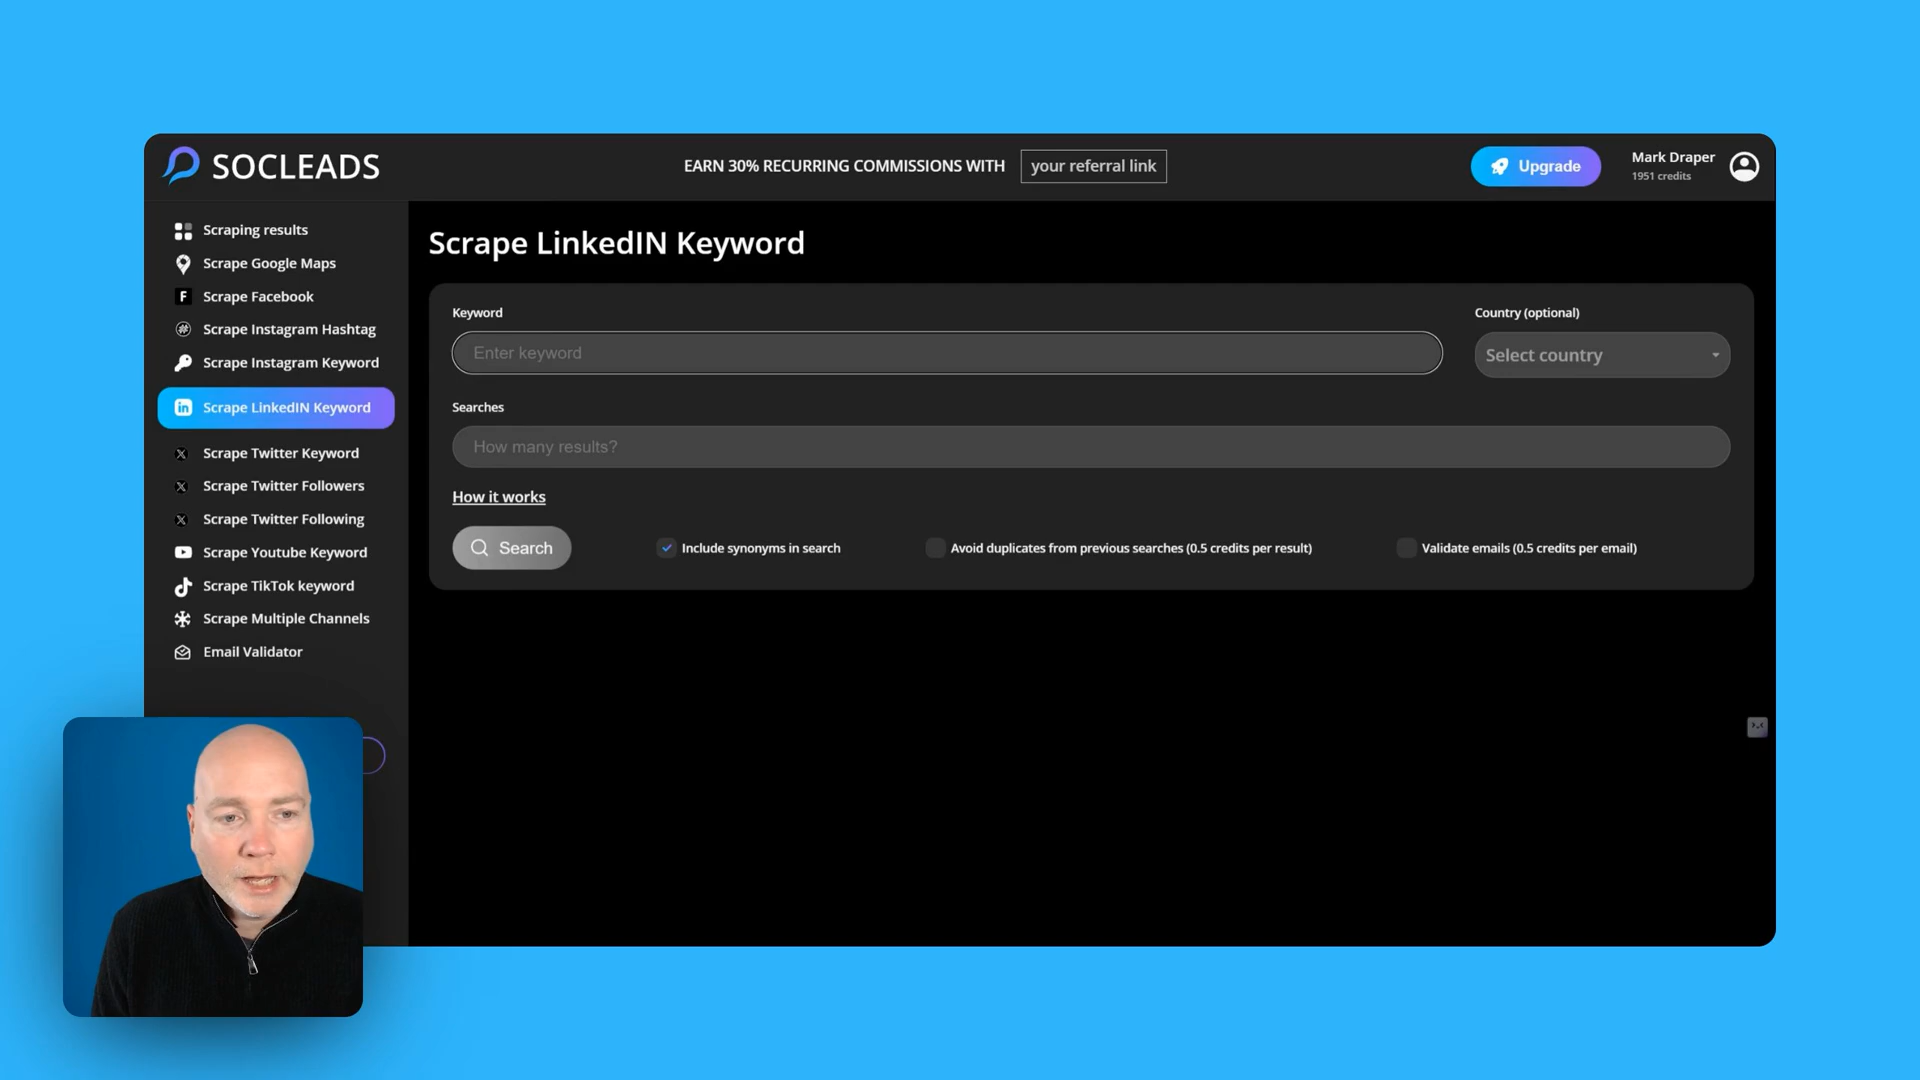 SOCLEADS
EARN 30% RECURRING COMMISSIONS WITH your referral link
Upgrade
Mark Draper
1951 credits
Scraping results
Scrape Google Maps
Scrape Facebook
Scrape Instagram Hashtag
Scrape Instagram Keyword
Scrape LinkedIN Keyword
Scrape Twitter Keyword
Scrape Twitter Followers
Scrape Twitter Following
Scrape Youtube Keyword
Scrape TikTok keyword
Scrape Multiple Channels
Email Validator
Scrape LinkedIN Keyword
Keyword
Country (optional)
Enter keyword
Select country
Searches
How many results?
How it works
Search
Include synonyms in search
Avoid duplicates from previous searches (0.5 credits per result)
Validate emails (0.5 credits per email)